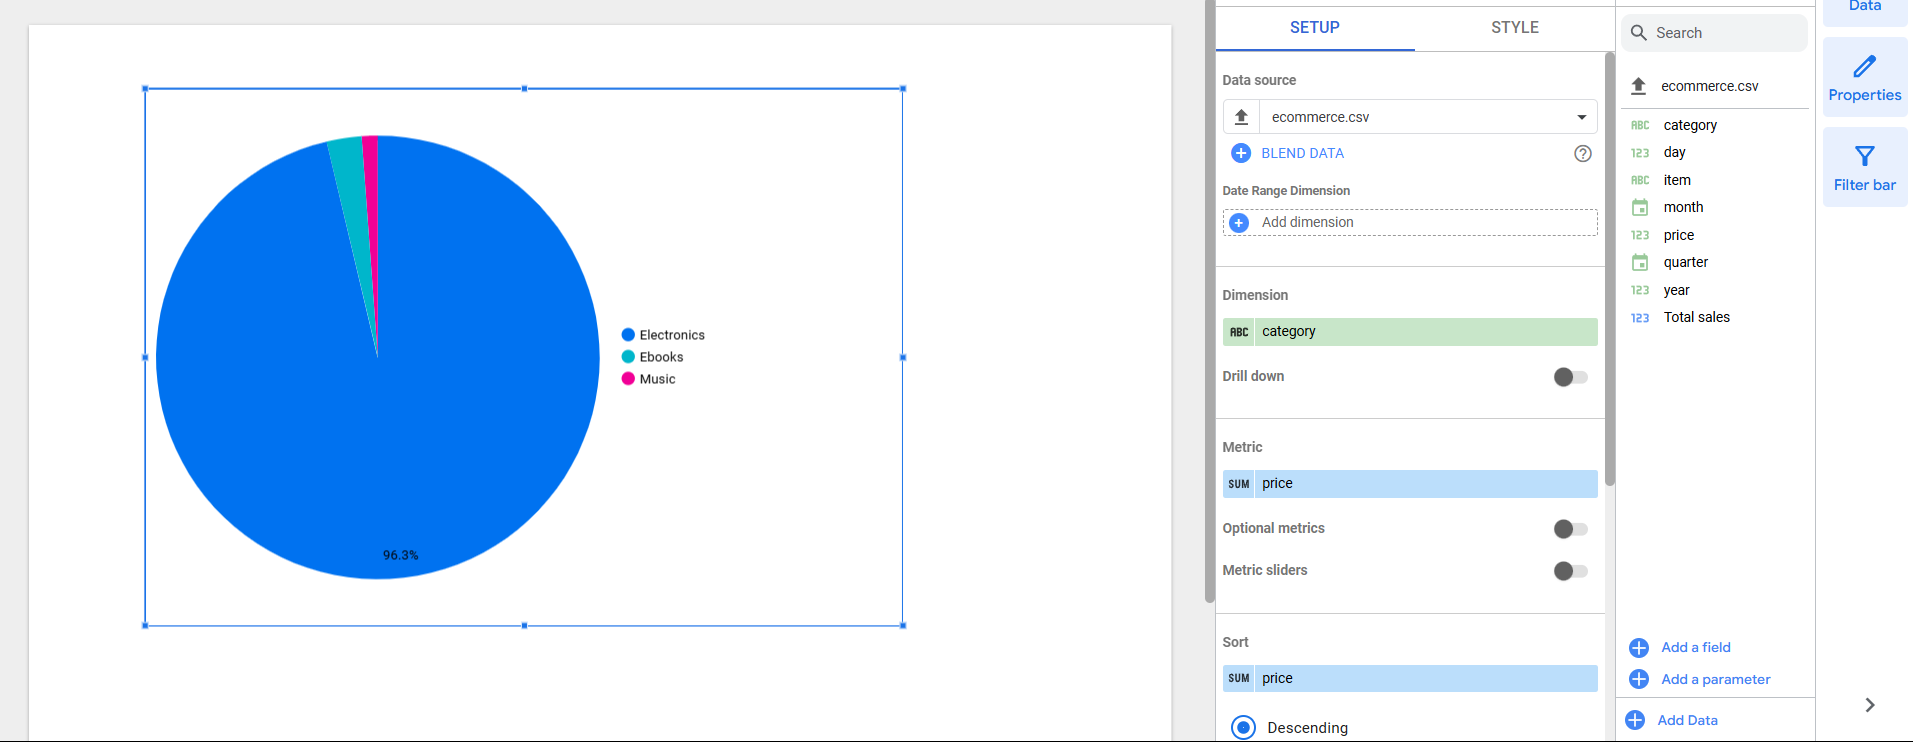 96.3%
Electronics
Ebooks
Music
SETUP
STYLE
Data source
ecommerce.csv
BLEND DATA
Date Range Dimension
Add dimension
Dimension
ABC category
Drill down
Metric
SUM price
Optional metrics
Metric sliders
Sort
SUM price
Descending
Search
ecommerce.csv
ABC category
123 day
ABC item
month
123 price
quarter
123 year
123 Total sales
Add a field
Add a parameter
Add Data
Data
Properties
Filter bar